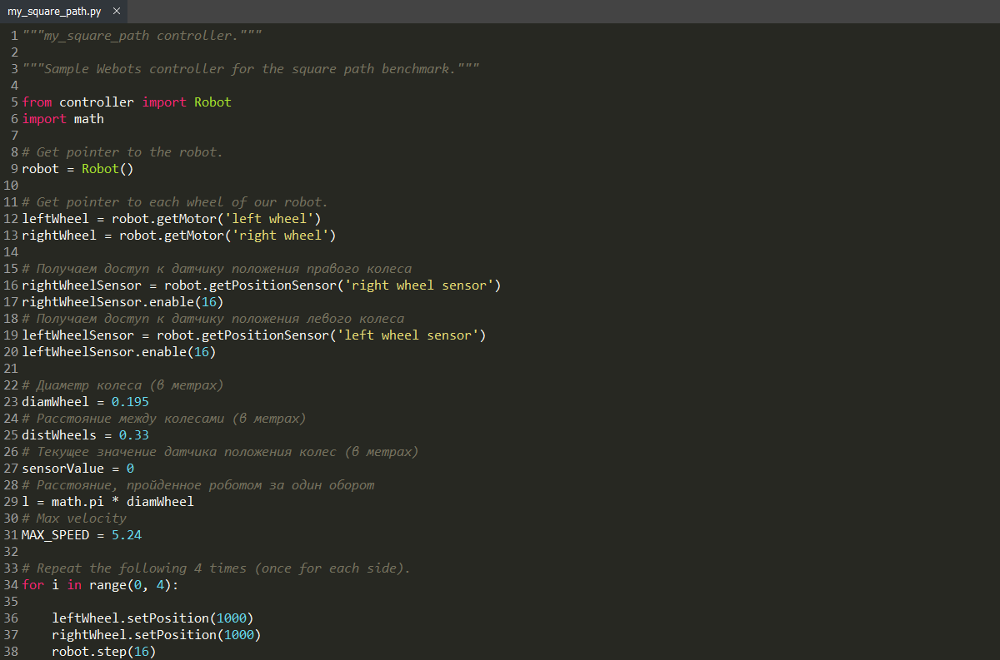 my_square_path.py ×
1 """my_square_path controller."""
2
3 """Sample Webots controller for the square path benchmark."""
4
5 from controller import Robot
6 import math
7
8 # Get pointer to the robot.
9 robot = Robot()
10
11 # Get pointer to each wheel of our robot.
12 leftWheel = robot.getMotor('left wheel')
13 rightWheel = robot.getMotor('right wheel')
14
15 # Получаем доступ к датчику положения правого колеса
16 rightWheelSensor = robot.getPositionSensor('right wheel sensor')
17 rightWheelSensor.enable(16)
18 # Получаем доступ к датчику положения левого колеса
19 leftWheelSensor = robot.getPositionSensor('left wheel sensor')
20 leftWheelSensor.enable(16)
21
22 # Диаметр колеса (в метрах)
23 diamWheel = 0.195
24 # Расстояние между колесами (в метрах)
25 distWheels = 0.33
26 # Текущее значение датчика положения колес (в метрах)
27 sensorValue = 0
28 # Расстояние, пройденное роботом за один оборот
29 l = math.pi * diamWheel
30 # Max velocity
31 MAX_SPEED = 5.24
32
33 # Repeat the following 4 times (once for each side).
34 for i in range(0, 4):
35
36     leftWheel.setPosition(1000)
37     rightWheel.setPosition(1000)
38     robot.step(16)